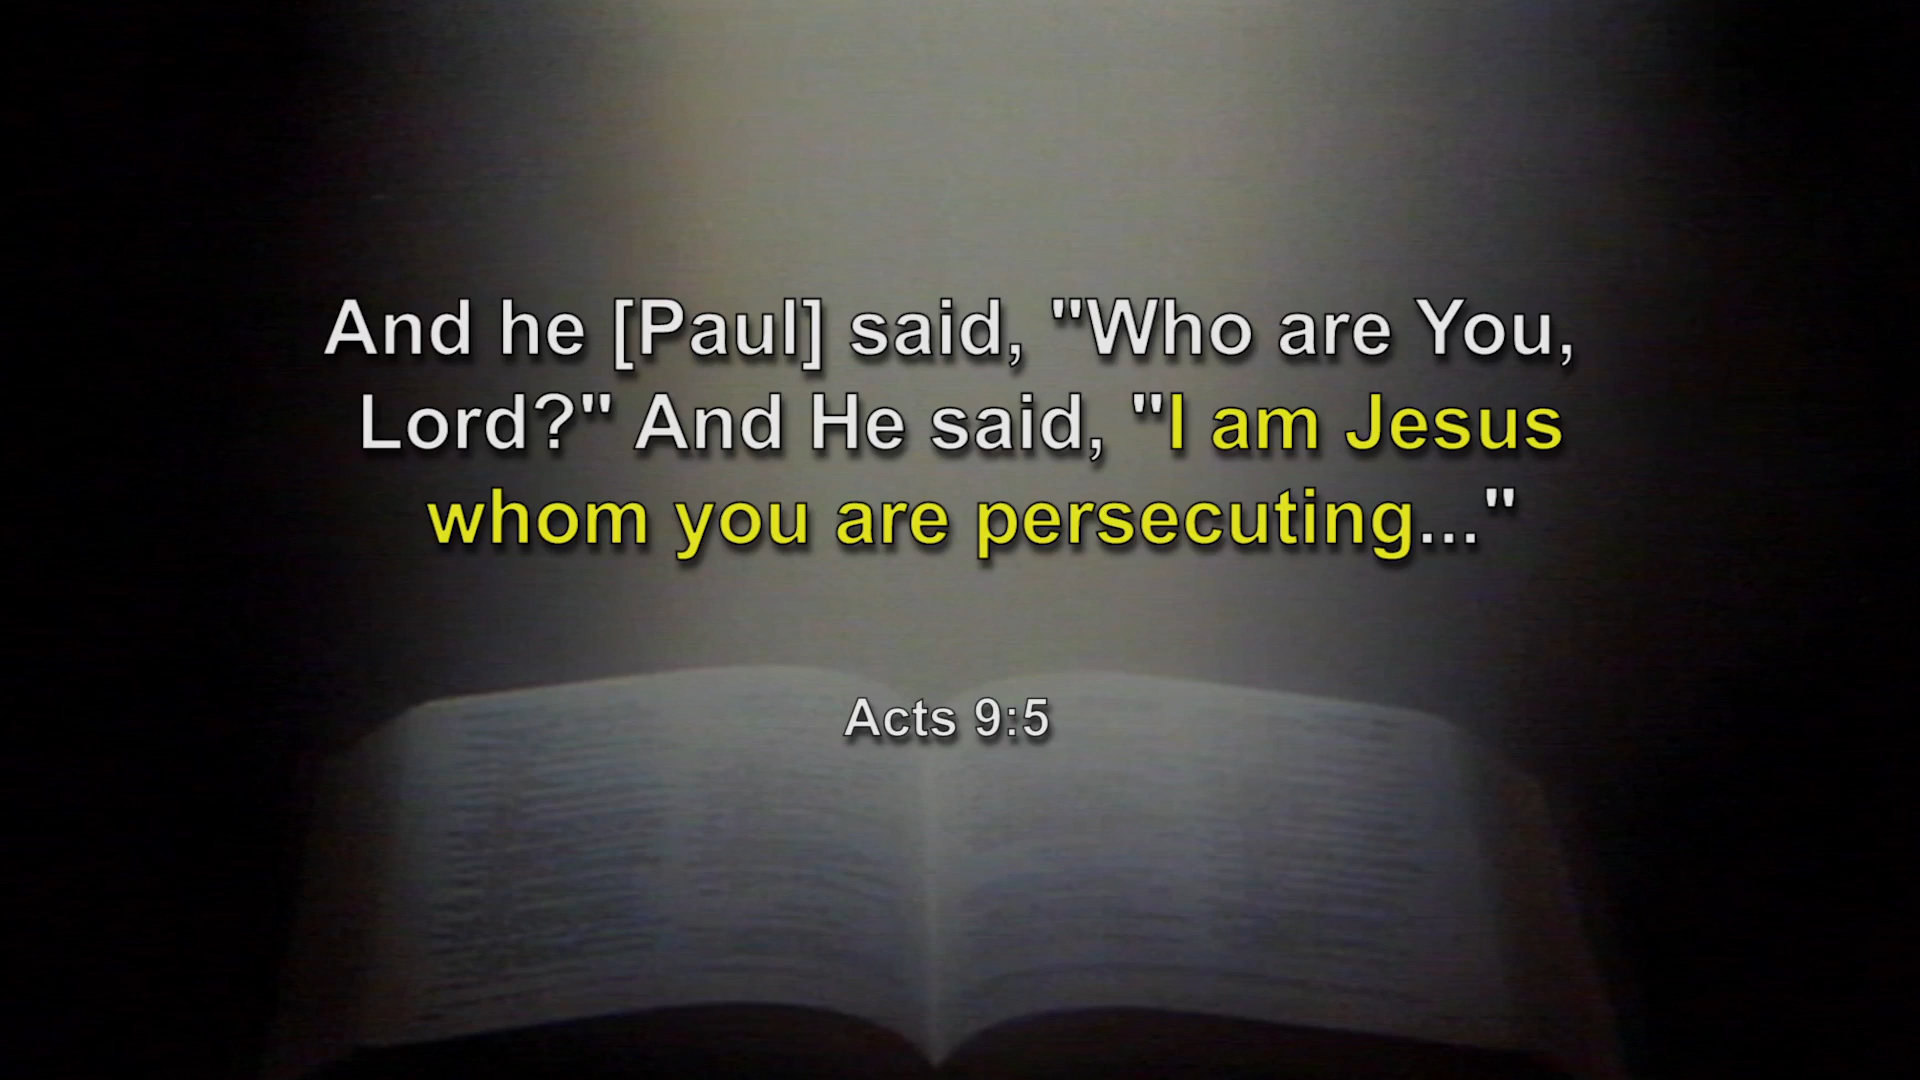 And he [Paul] said, "Who are You,
Lord?" And He said, "I am Jesus
whom you are persecuting..."
Acts 9:5